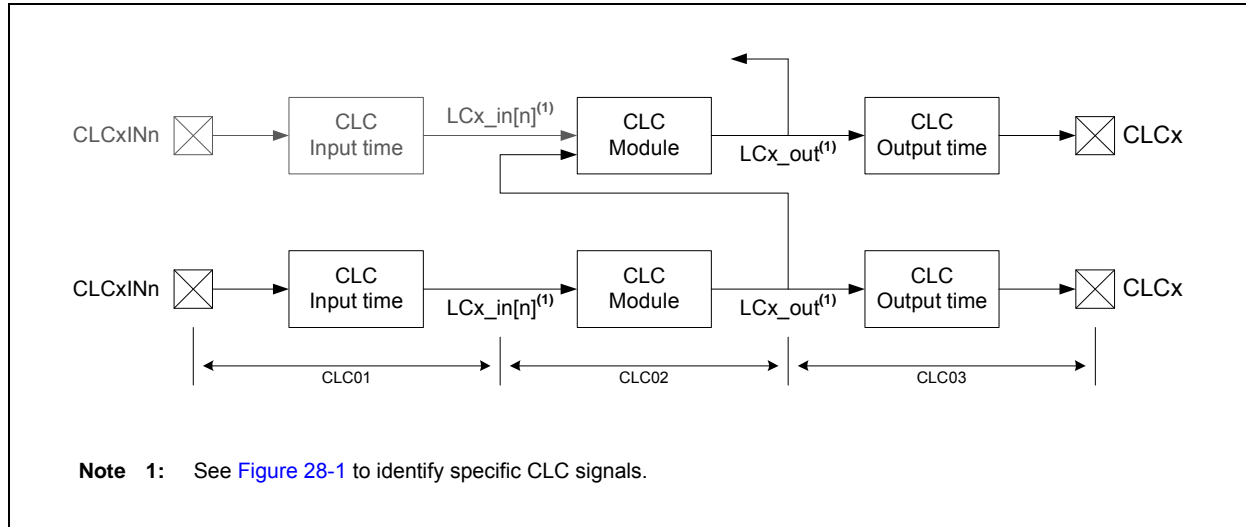 LCx_in[n](1)
CLCxINn
CLC
Input time
CLC
Module
LCx_out(1)
CLC
Output time
CLCx
CLCxINn
CLC
Input time
LCx_in[n](1)
CLC
Module
LCx_out(1)
CLC
Output time
CLCx
CLC01
CLC02
CLC03
Note 1: See Figure 28-1 to identify specific CLC signals.